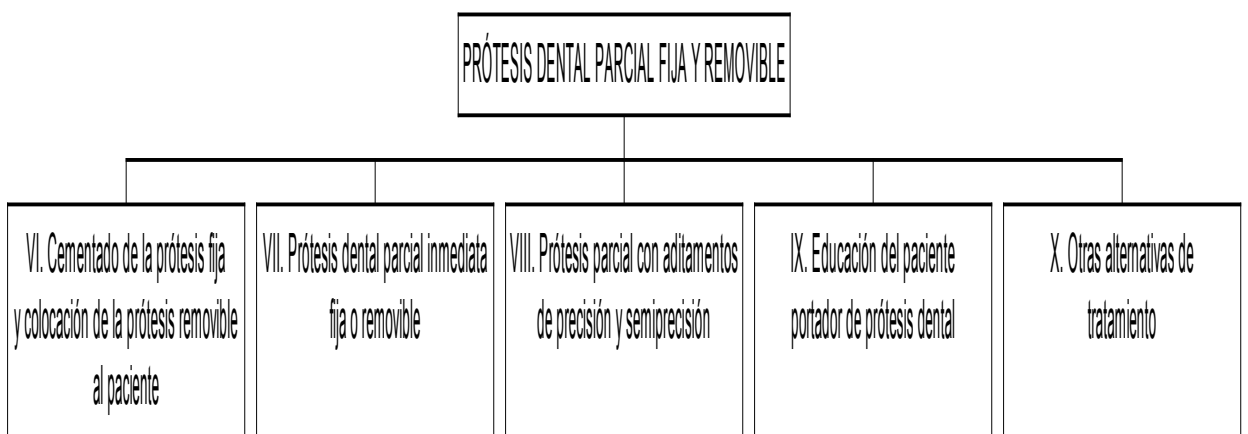 PRÓTESIS DENTAL PARCIAL FIJA Y REMOVIBLE
VI. Cementado de la prótesis fija
y colocación de la prótesis removible
al paciente
VII. Prótesis dental parcial inmediata
fija o removible
VIII. Prótesis parcial con aditamentos
de precisión y semiprecisión
IX. Educación del paciente
portador de prótesis dental
X. Otras alternativas de
tratamiento